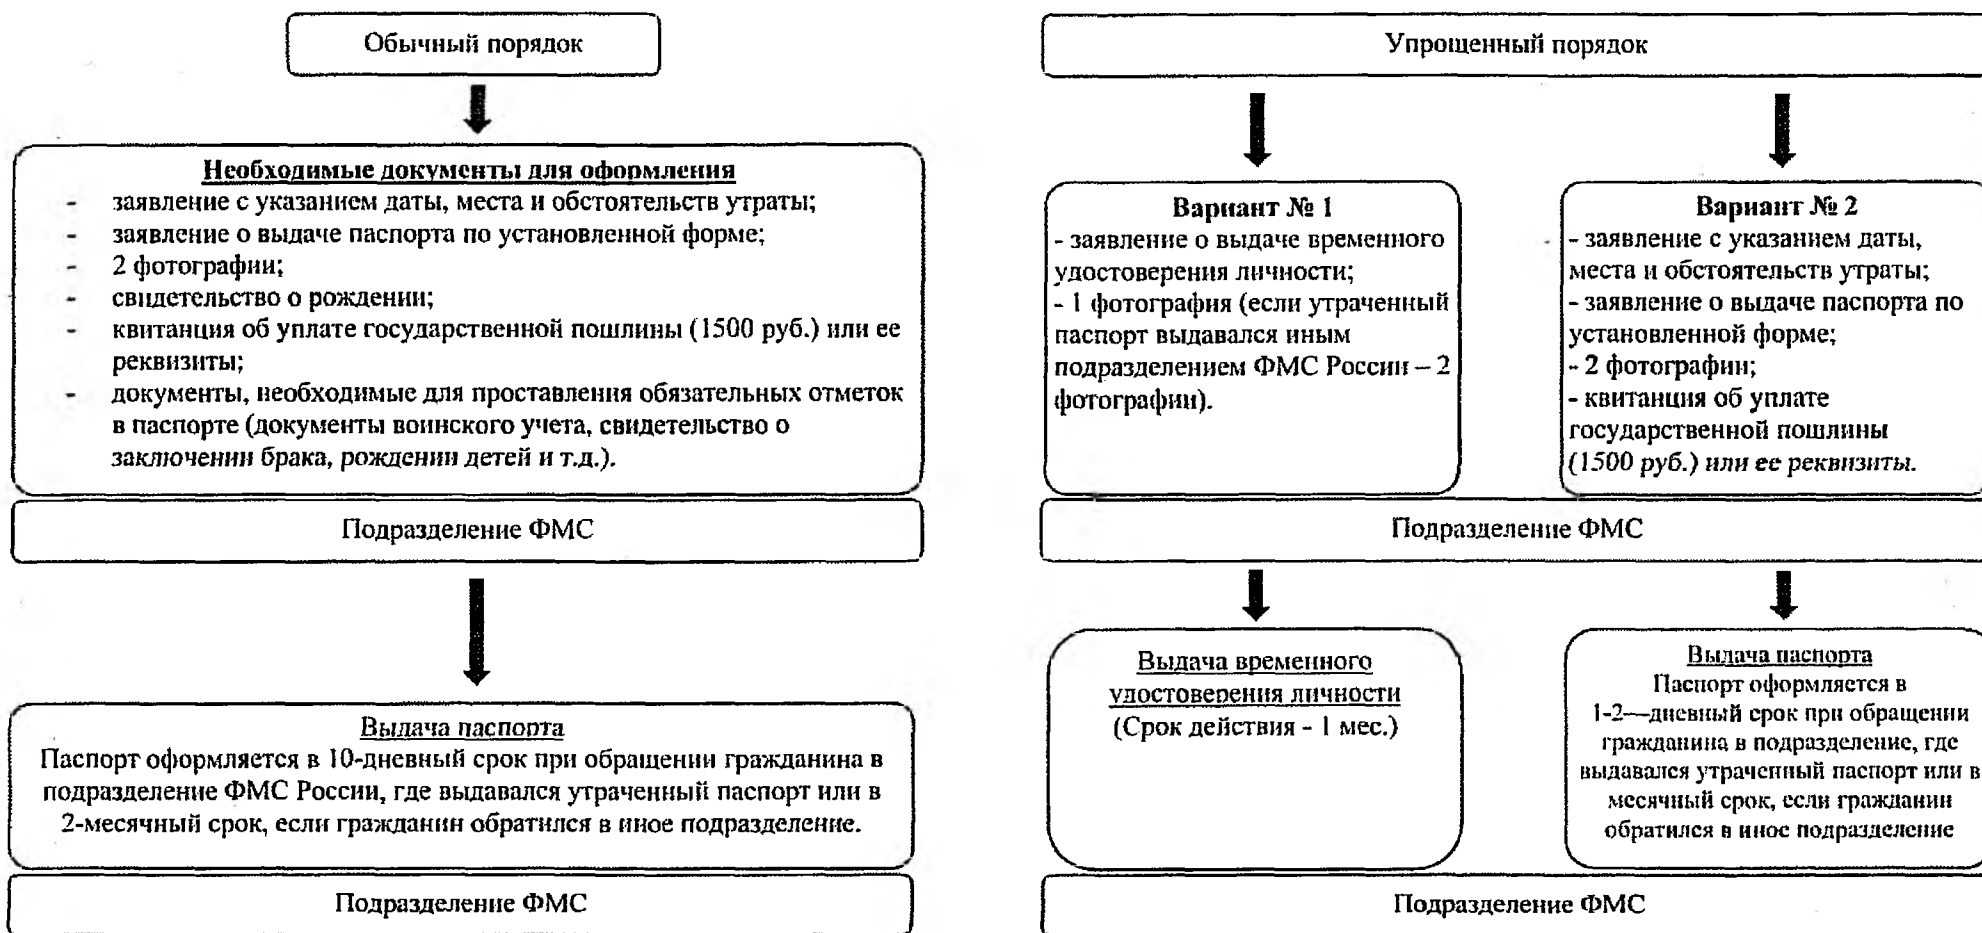 Обычный порядок
Необходимые документы для оформления
- заявление с указанием даты, места и обстоятельств утраты;
- заявление о выдаче паспорта по установленной форме;
- 2 фотографии;
- свидетельство о рождении;
- квитанция об уплате государственной пошлины (1500 руб.) или ее
реквизиты;
- документы, необходимые для проставления обязательных отметок
в паспорте (документы воинского учета, свидетельство о
заключении брака, рождении детей и т.д.).
Подразделение ФМС
Выдача паспорта
Паспорт оформляется в 10-дневный срок при обращении гражданина в
подразделение ФМС России, где выдавался утраченный паспорт или в
2-месячный срок, если гражданин обратился в иное подразделение.
Подразделение ФМС
Упрошенный порядок
Вариант № 1
- заявление о выдаче временного
удостоверения личности;
- 1 фотография (если утраченный
паспорт выдавался иным
подразделением ФМС России – 2
фотографии).
Вариант № 2
- заявление с указанием даты,
места и обстоятельств утраты;
- заявление о выдаче паспорта по
установленной форме;
- 2 фотографии;
- квитанция об уплате
государственной пошлины
(1500 руб.) или ее реквизиты.
Подразделение ФМС
Выдача временного
удостоверения личности
(Срок действия - 1 мес.)
Выдача паспорта
Паспорт оформляется в
1-2—дневный срок при обращении
гражданина в подразделение, где
выдавался утраченный паспорт или в
месячный срок, если гражданин
обратился в иное подразделение
Подразделение ФМС